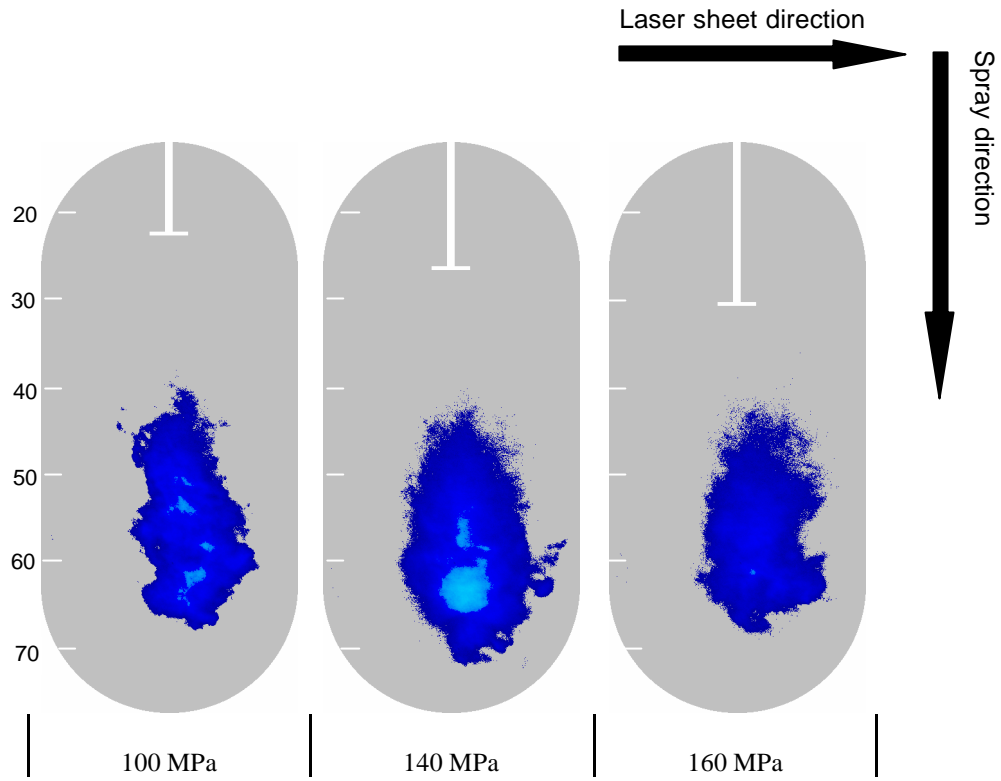 Laser sheet direction
Spray direction
20
30
40
50
60
70
100 MPa
140 MPa
160 MPa